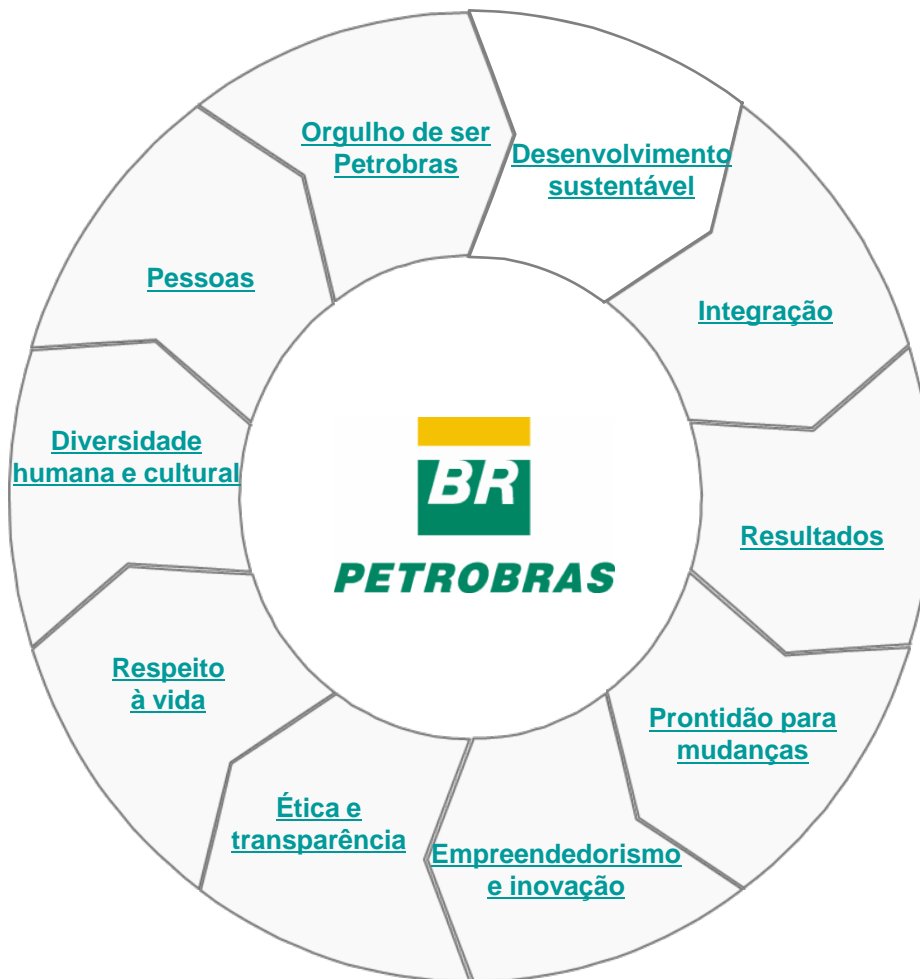 Orgulho de ser
Petrobras
Desenvolvimento
sustentável
Integração
Resultados
Prontidão para
mudanças
Empreendedorismo
e inovação
Ética e
transparência
Respeito
à vida
Diversidade
humana e cultural
Pessoas
BR
PETROBRAS